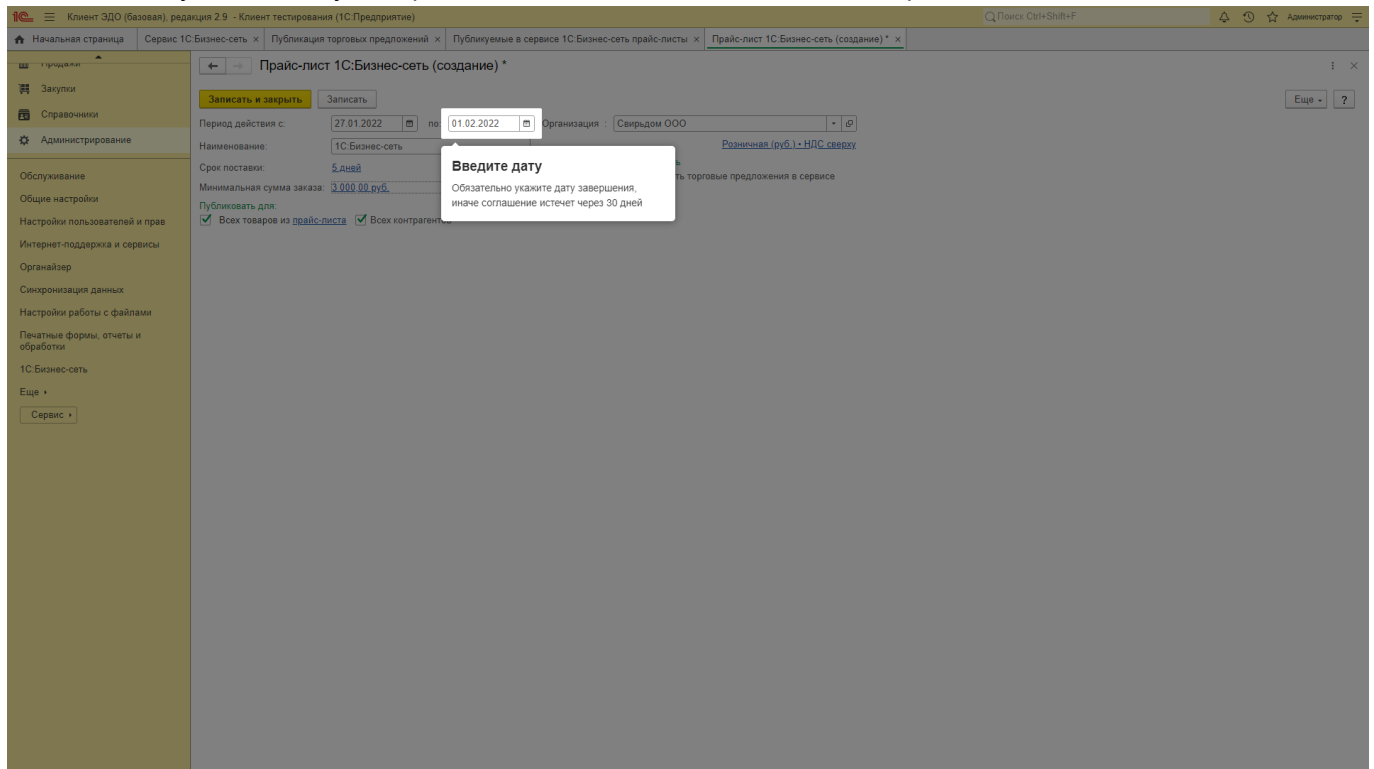 Клиент ЭДО (базовая), редакция 2.9 - Клиент тестирования (1С:Предприятие)
Поиск Ctrl+Shift+F
Администратор
Начальная страница
Сервис 1С:Бизнес-сеть ×
Публикация торговых предложений ×
Публикуемые в сервисе 1С:Бизнес-сеть прайс-листы ×
Прайс-лист 1С:Бизнес-сеть (создание) * ×
Продажи
Закупки
Справочники
Администрирование
Обслуживание
Общие настройки
Настройки пользователей и прав
Интернет-поддержка и сервисы
Органайзер
Синхронизация данных
Настройки работы с файлами
Печатные формы, отчеты и
обработки
1С:Бизнес-сеть
Еще
Сервис
Прайс-лист 1С:Бизнес-сеть (создание) *
Записать и закрыть
Записать
Еще
?
Период действия с: 27.01.2022 по: 01.02.2022 Организация : Свирьдом ООО
Наименование: 1С:Бизнес-сеть
Розничная (руб.) • НДС сверху
Срок поставки: 5 дней
торговые предложения в сервисе
Минимальная сумма заказа: 3 000,00 руб.
Публиковать для:
Всех товаров из прайс-листа Всех контрагентов
Введите дату
Обязательно укажите дату завершения,
иначе соглашение истечет через 30 дней